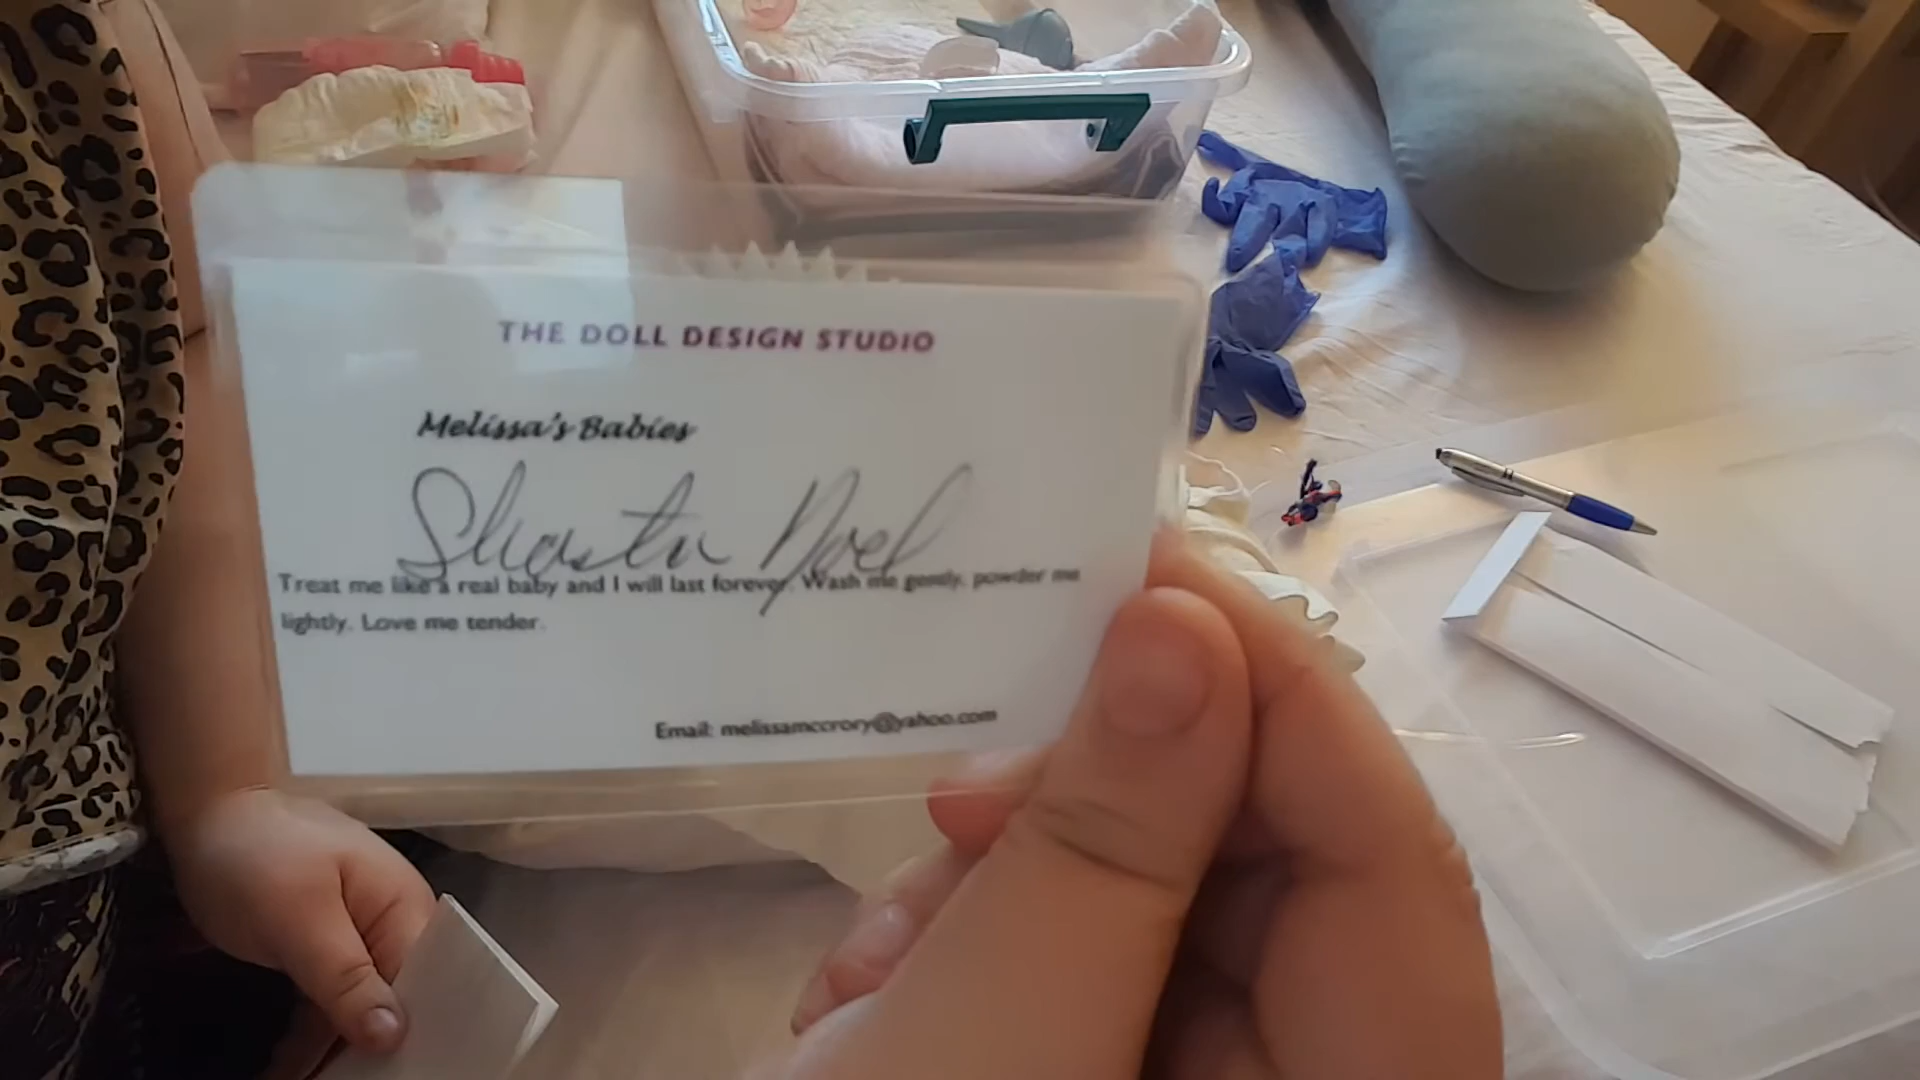 THE DOLL DESIGN STUDIO
Melissa's Babies
Shasta Noel
Treat me like a real baby and I will last forever. Wash me gently, powder me
lightly. Love me tender.
Email: melissamccrory@yahoo.com